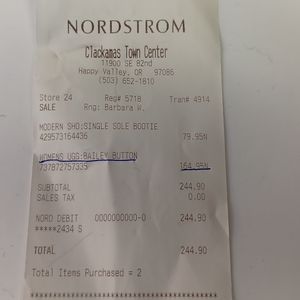 NORDSTROM
Clackamas Town Center
11900 SE 82nd
Happy Valley, OR 97086
(503) 652-1810
Store 24 Reg# 5718 Tran# 4914
SALE Rng: Barbara W.
MODERN SHO:SINGLE SOLE BOOTIE
429573164436 79.95N
WOMENS UGG:BAILEY BUTTON
737872757335 164.95N
SUBTOTAL 244.90
SALES TAX 0.00
NORD DEBIT 0000000000-0 244.90
*****2434 S
TOTAL 244.90
Total Items Purchased = 2